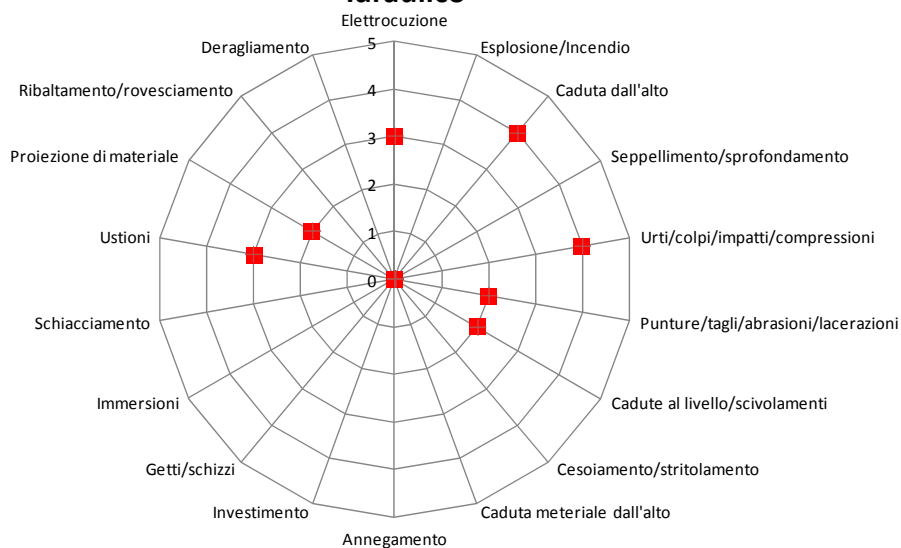 Elettrocuzione
Deragliamento
5
Esplosione/Incendio
Ribaltamento/rovesciamento
4
Caduta dall'alto
Proiezione di materiale
3
Seppellimento/sprofondamento
2
Ustioni
1
Urti/colpi/impatti/compressioni
0
Schiacciamento
Punture/tagli/abrasioni/lacerazioni
Immersioni
Cadute al livello/scivolamenti
Getti/schizzi
Cesoiamento/stritolamento
Investimento
Caduta meteriale dall'alto
Annegamento